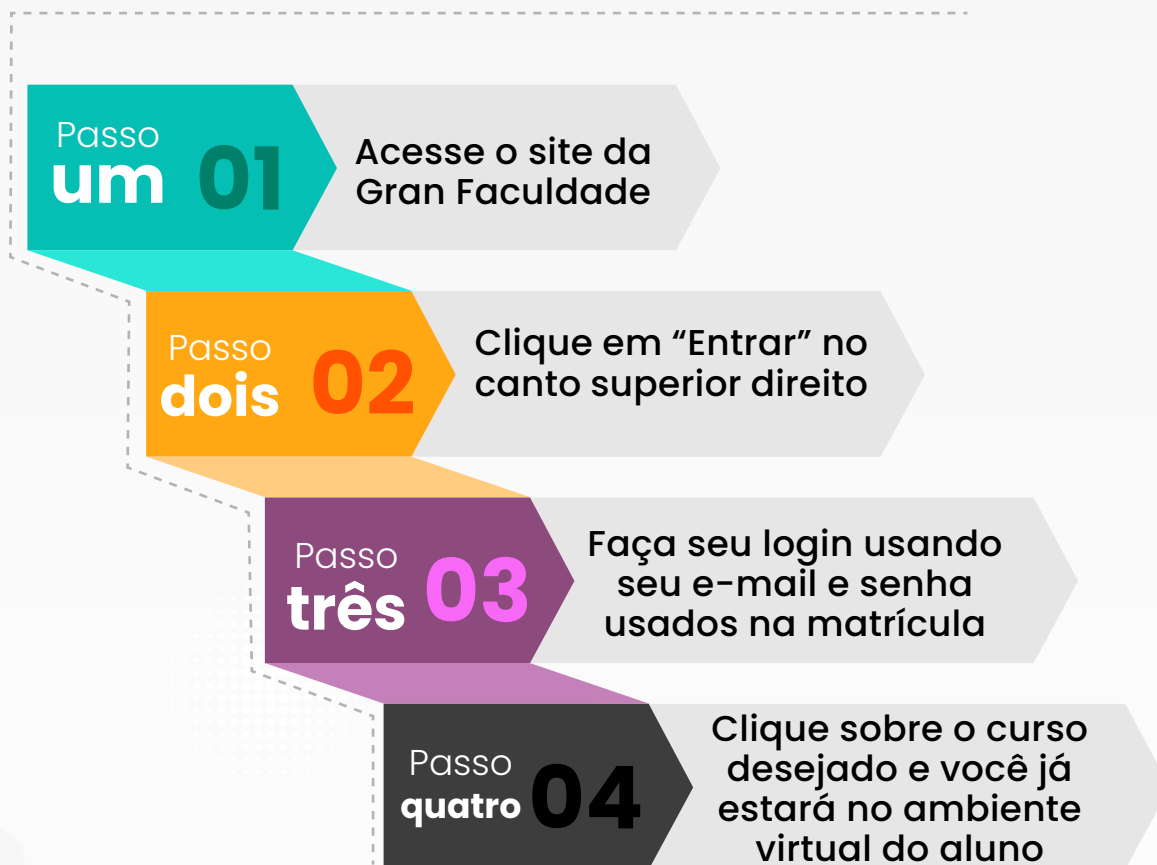 Passo
um 01
Acesse o site da
Gran Faculdade
Passo
dois 02
Clique em “Entrar” no
canto superior direito
Passo
três 03
Faça seu login usando
seu e-mail e senha
usados na matrícula
Passo
quatro 04
Clique sobre o curso
desejado e você já
estará no ambiente
virtual do aluno